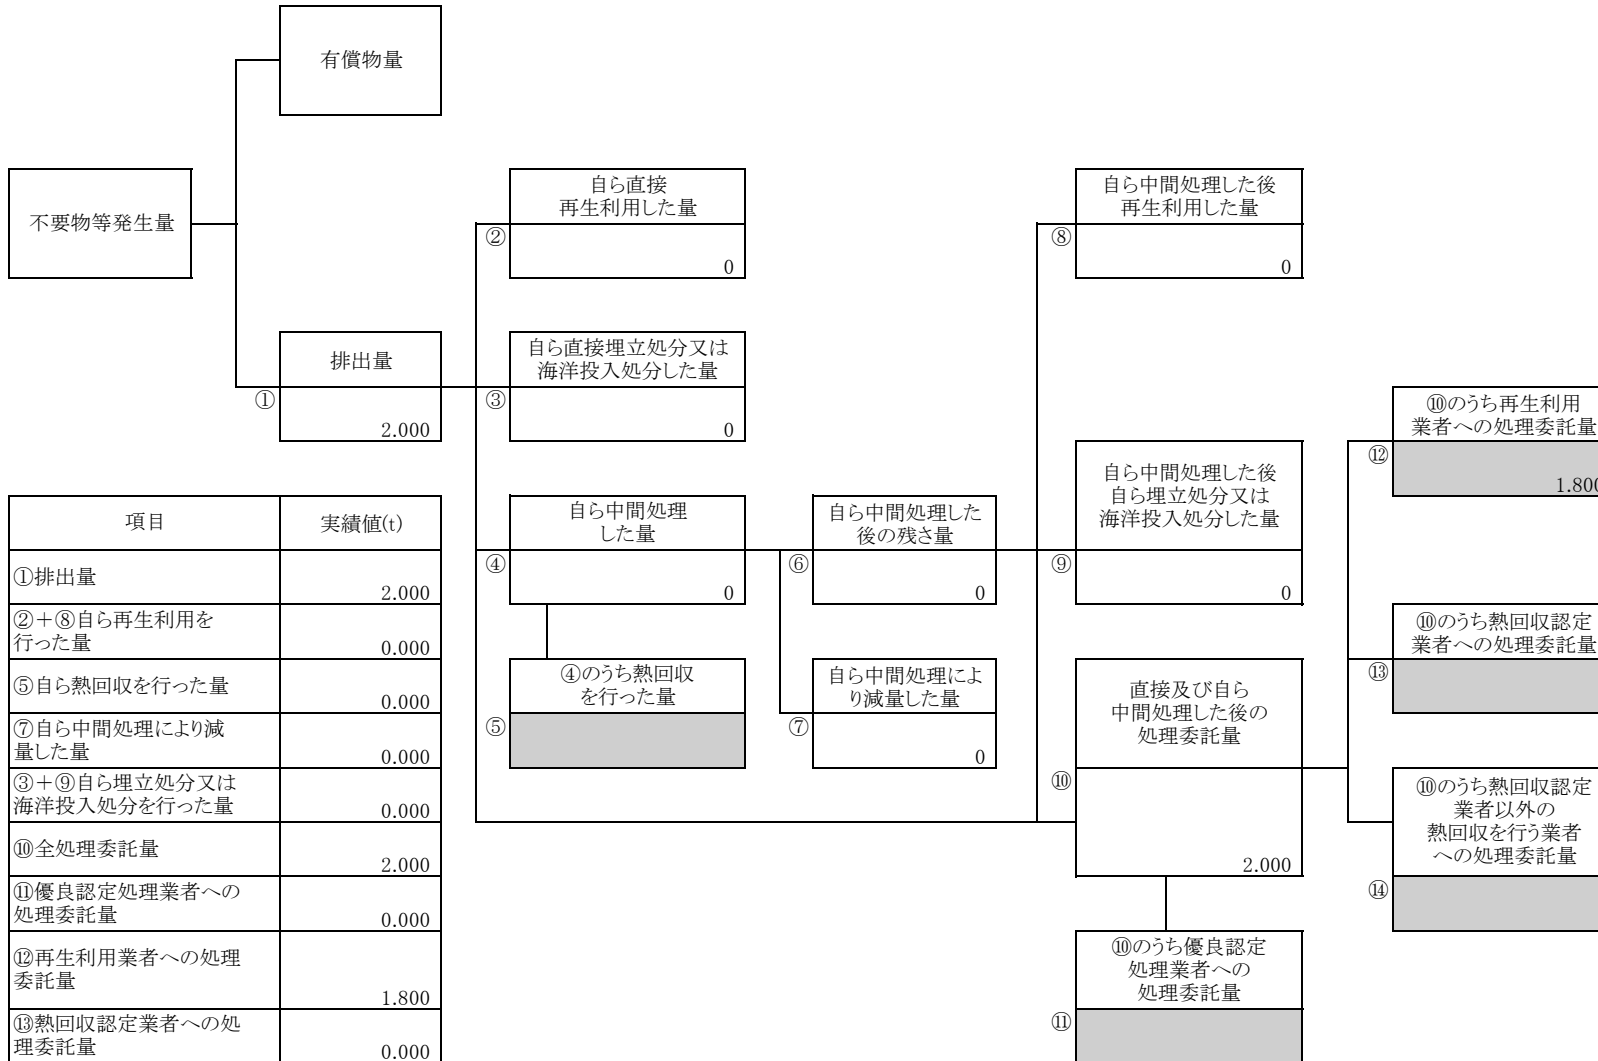 有償物量
不要物等発生量
自ら直接
再生利用した量
②
0
自ら中間処理した後
再生利用した量
⑧
0
排出量
①
2.000
自ら直接埋立処分又は
海洋投入処分した量
③
0
⑩のうち再生利用
業者への処理委託量
⑫
1.800
自ら中間処理した後
自ら埋立処分又は
海洋投入処分した量
⑨
0
自ら中間処理
した量
④
0
自ら中間処理した
後の残さ量
⑥
0
④のうち熱回収
を行った量
⑤
自ら中間処理によ
り減量した量
⑦
0
直接及び自ら
中間処理した後の
処理委託量
⑩
2.000
⑩のうち熱回収認定
業者への処理委託量
⑬
⑩のうち熱回収認定
業者以外の
熱回収を行う業者
への処理委託量
⑭
⑩のうち優良認定
処理業者への
処理委託量
⑪
項目 実績値(t)
①排出量 2.000
②＋⑧自ら再生利用を
行った量 0.000
⑤自ら熱回収を行った量 0.000
⑦自ら中間処理により減
量した量 0.000
③＋⑨自ら埋立処分又は
海洋投入処分を行った量 0.000
⑩全処理委託量 2.000
⑪優良認定処理業者への
処理委託量 0.000
⑫再生利用業者への処理
委託量 1.800
⑬熱回収認定業者への処
理委託量 0.000